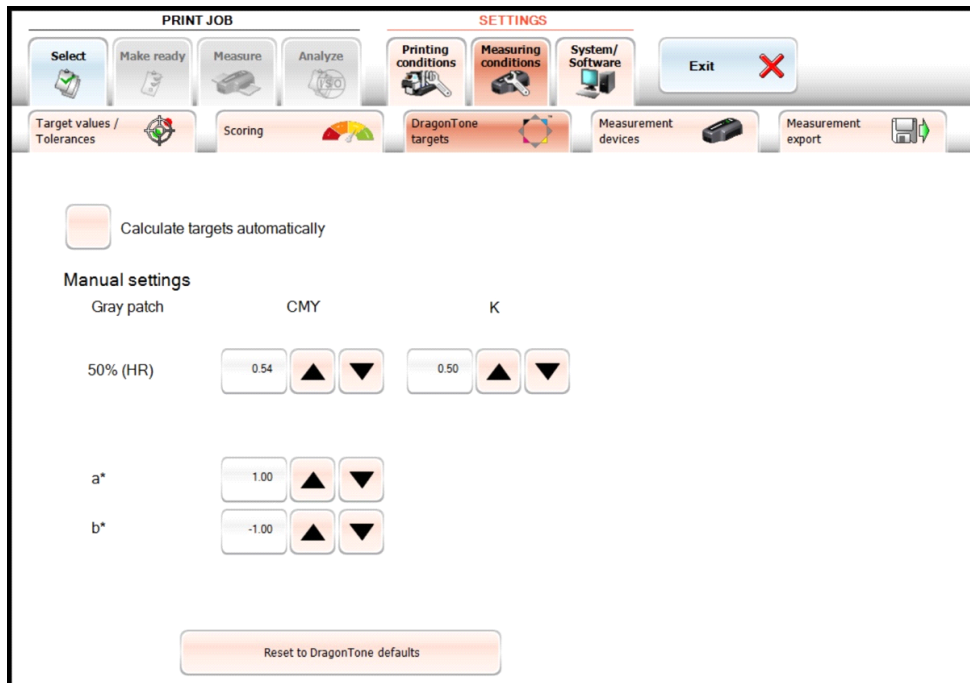 PRINT JOB
SETTINGS
Select
Make ready
Measure
Analyze
Printing
conditions
Measuring
conditions
System/
Software
Exit
Target values /
Tolerances
Scoring
DragonTone
targets
Measurement
devices
Measurement
export
Calculate targets automatically
Manual settings
Gray patch CMY K
50% (HR) 0.54 0.50
a* 1.00
b* -1.00
Reset to DragonTone defaults